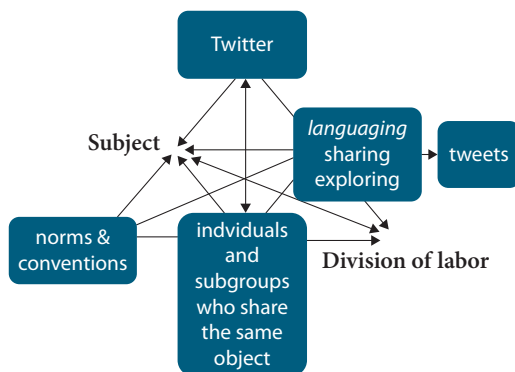 Twitter
Subject
languaging
sharing
exploring
tweets
norms &
conventions
indviduals
and
subgroups
who share
the same
object
Division of labor